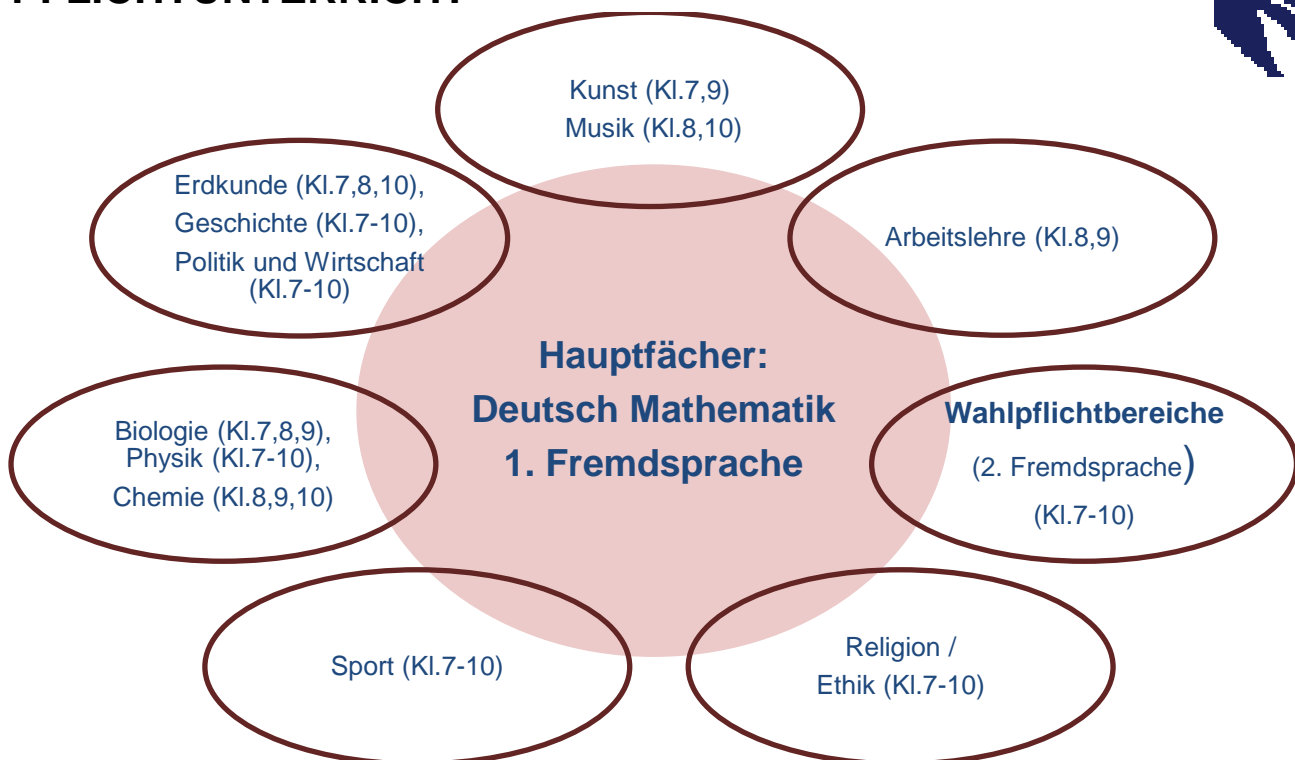 PFLICHTUNTERRICHT
Kunst (Kl.7,9)
Musik (Kl.8,10)
Erdkunde (Kl.7,8,10),
Geschichte (Kl.7-10),
Politik und Wirtschaft
(Kl.7-10)
Arbeitslehre (Kl.8,9)
Hauptfächer:
Deutsch Mathematik
1. Fremdsprache
Wahlpflichtbereiche
(2. Fremdsprache)
(Kl.7-10)
Biologie (Kl.7,8,9),
Physik (Kl.7-10),
Chemie (Kl.8,9,10)
Sport (Kl.7-10)
Religion /
Ethik (Kl.7-10)